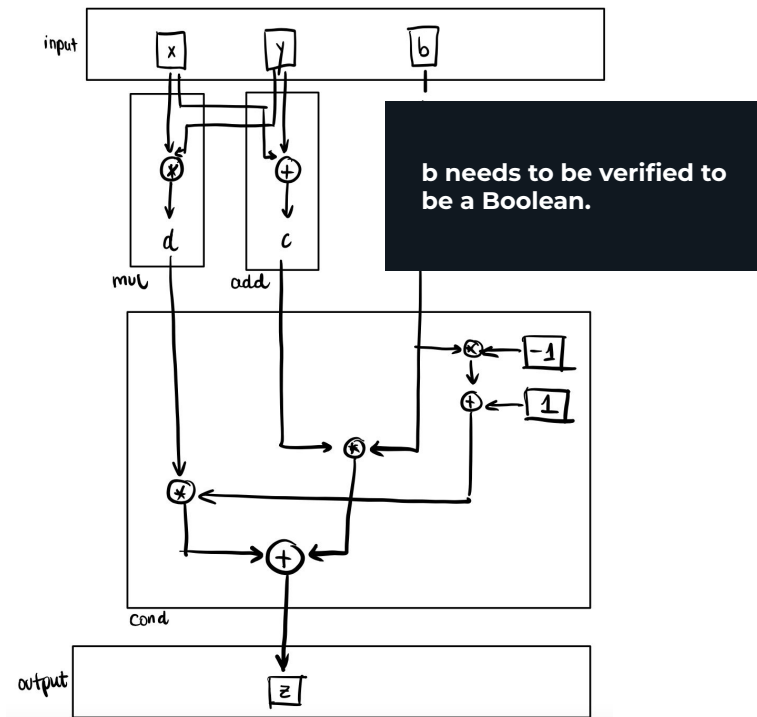 input
x
y
b
b needs to be verified to
be a Boolean.
*
+
d
c
mul
add
*
-1
+
1
*
*
+
cond
output
z